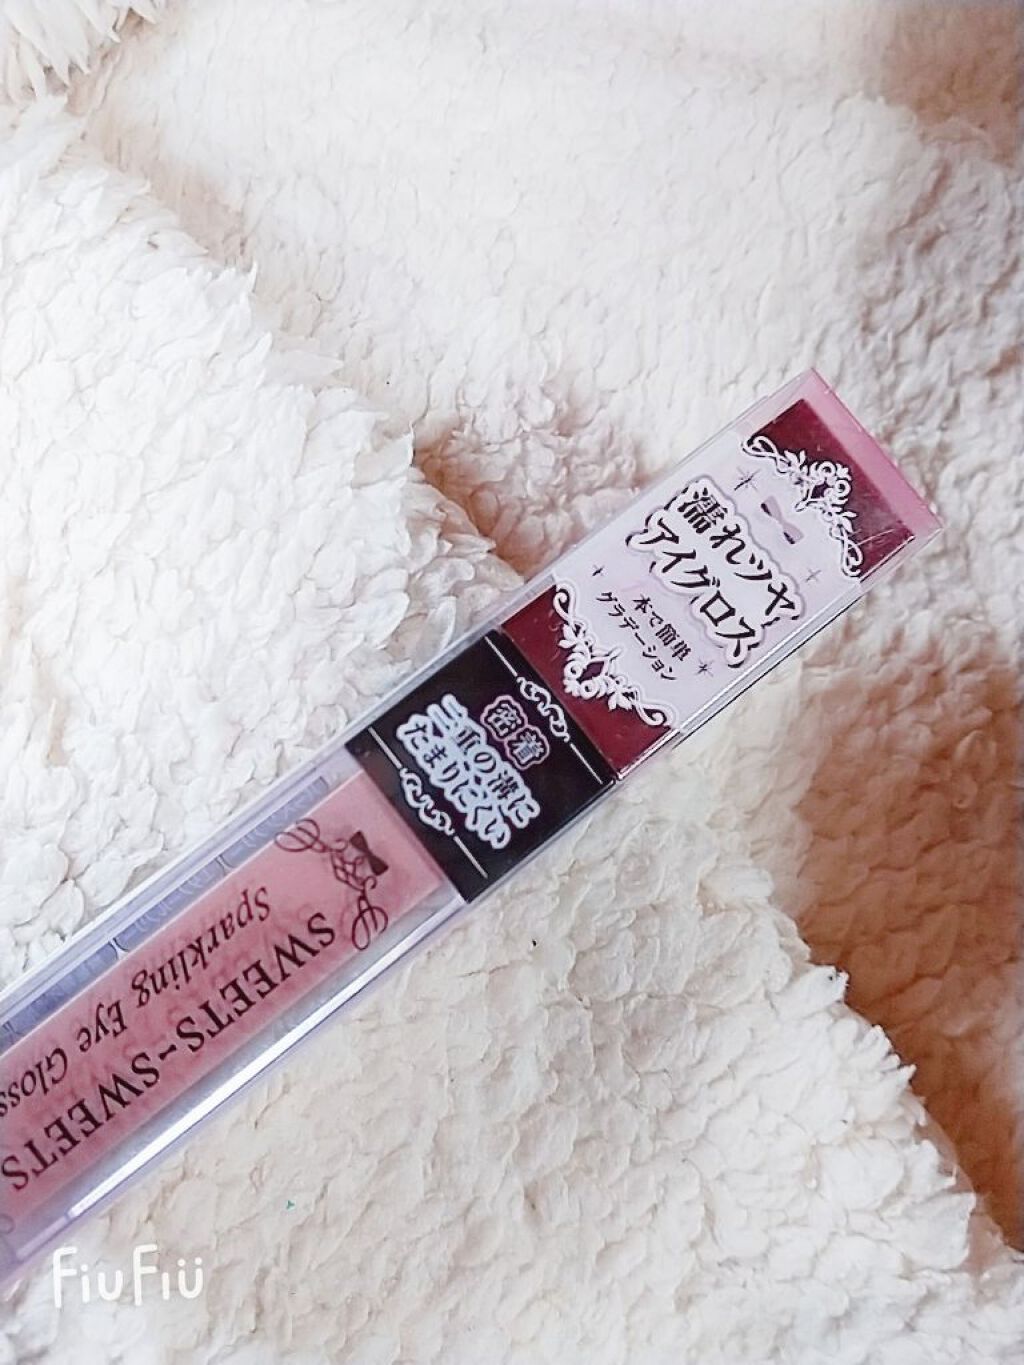 濡れツヤ
アイグロス
一本で簡単
グラデーション
密着
二重の溝に
たまりにくい
SWEETS-SWEETS
Sparkling Eye Gloss
FiuFiü